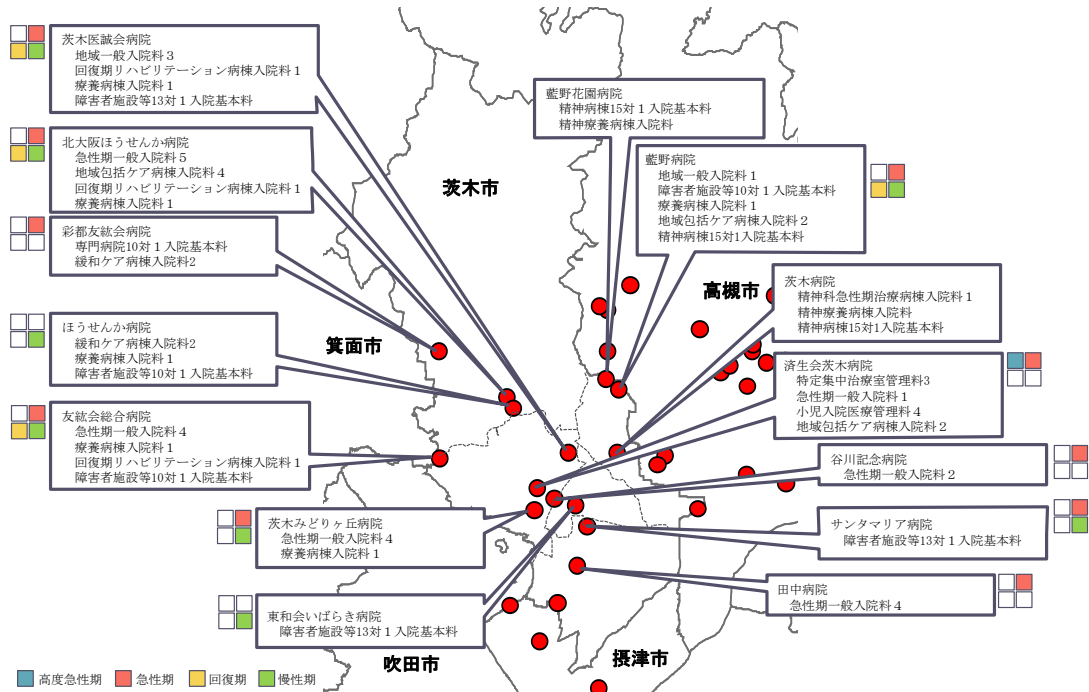 茨木医誠会病院
地域一般入院料３
回復期リハビリテーション病棟入院料１
療養病棟入院料１
障害者施設等13対１入院基本料
北大阪ほうせんか病院
急性期一般入院料５
地域包括ケア病棟入院料４
回復期リハビリテーション病棟入院料１
療養病棟入院料１
彩都友紘会病院
専門病院10対１入院基本料
緩和ケア病棟入院料2
ほうせんか病院
緩和ケア病棟入院料2
療養病棟入院料１
障害者施設等10対１入院基本料
友紘会総合病院
急性期一般入院料４
療養病棟入院料１
回復期リハビリテーション病棟入院料１
障害者施設等10対１入院基本料
茨木みどりヶ丘病院
急性期一般入院料４
療養病棟入院料１
東和会いばらき病院
障害者施設等13対１入院基本料
藍野花園病院
精神病棟15対１入院基本料
精神療養病棟入院料
藍野病院
地域一般入院料１
障害者施設等10対１入院基本料
療養病棟入院料１
地域包括ケア病棟入院料２
精神病棟15対1入院基本料
茨木病院
精神科急性期治療病棟入院料１
精神療養病棟入院料
精神病棟15対1入院基本料
済生会茨木病院
特定集中治療室管理料3
急性期一般入院料１
小児入院医療管理料４
地域包括ケア病棟入院料２
谷川記念病院
急性期一般入院料２
サンタマリア病院
障害者施設等13対１入院基本料
田中病院
急性期一般入院料４
茨木市
高槻市
箕面市
吹田市
摂津市
高度急性期
急性期
回復期
慢性期